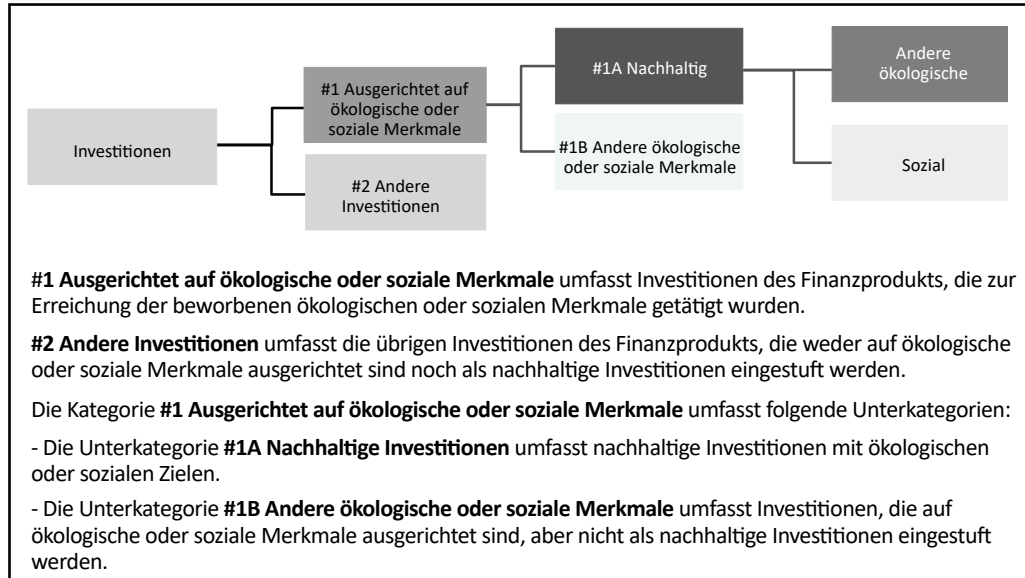 Investitionen
#1 Ausgerichtet auf
ökologische oder
soziale Merkmale
#2 Andere
Investitionen
#1A Nachhaltig
#1B Andere ökologische
oder soziale Merkmale
Andere
ökologische
Sozial
#1 Ausgerichtet auf ökologische oder soziale Merkmale umfasst Investitionen des Finanzprodukts, die zur
Erreichung der beworbenen ökologischen oder sozialen Merkmale getätigt wurden.
#2 Andere Investitionen umfasst die übrigen Investitionen des Finanzprodukts, die weder auf ökologische
oder soziale Merkmale ausgerichtet sind noch als nachhaltige Investitionen eingestuft werden.
Die Kategorie #1 Ausgerichtet auf ökologische oder soziale Merkmale umfasst folgende Unterkategorien:
- Die Unterkategorie #1A Nachhaltige Investitionen umfasst nachhaltige Investitionen mit ökologischen
oder sozialen Zielen.
- Die Unterkategorie #1B Andere ökologische oder soziale Merkmale umfasst Investitionen, die auf
ökologische oder soziale Merkmale ausgerichtet sind, aber nicht als nachhaltige Investitionen eingestuft
werden.